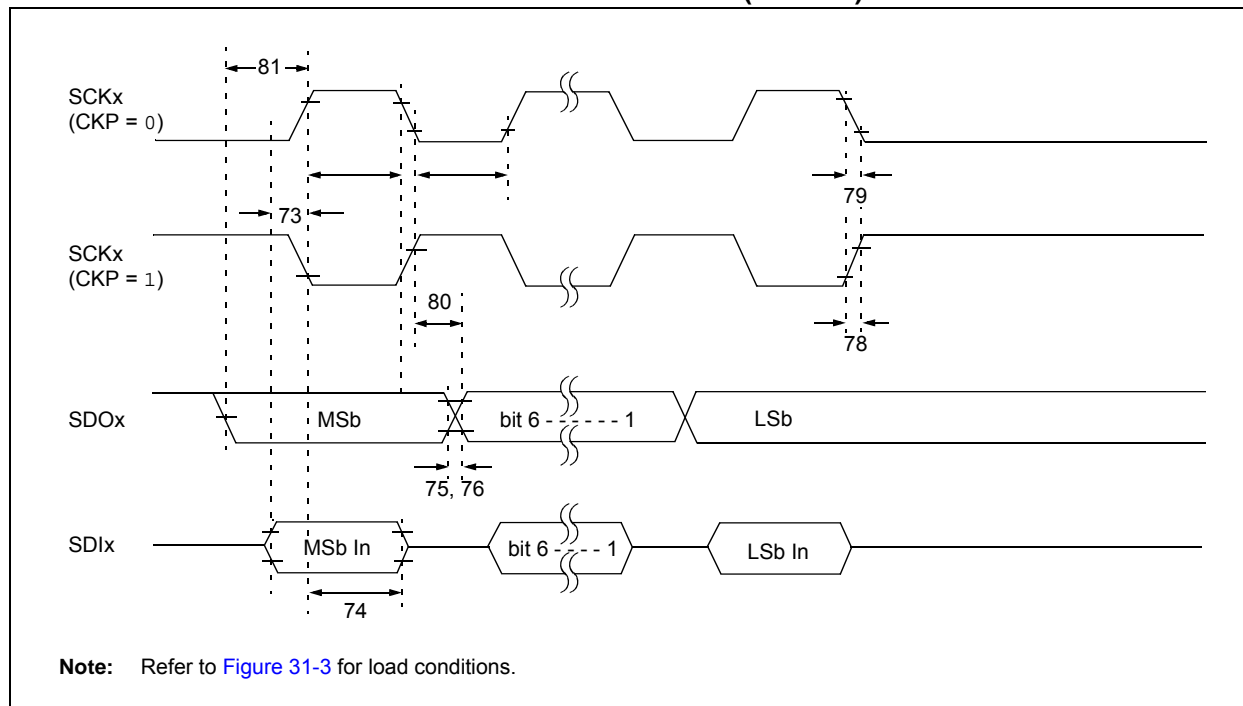 81
SCKx
(CKP = 0)
79
73
SCKx
(CKP = 1)
80
78
SDOx
MSb
bit 6 - - - - - - 1
LSb
75, 76
SDIx
MSb In
bit 6 - - - - 1
LSb In
74
Note: Refer to Figure 31-3 for load conditions.